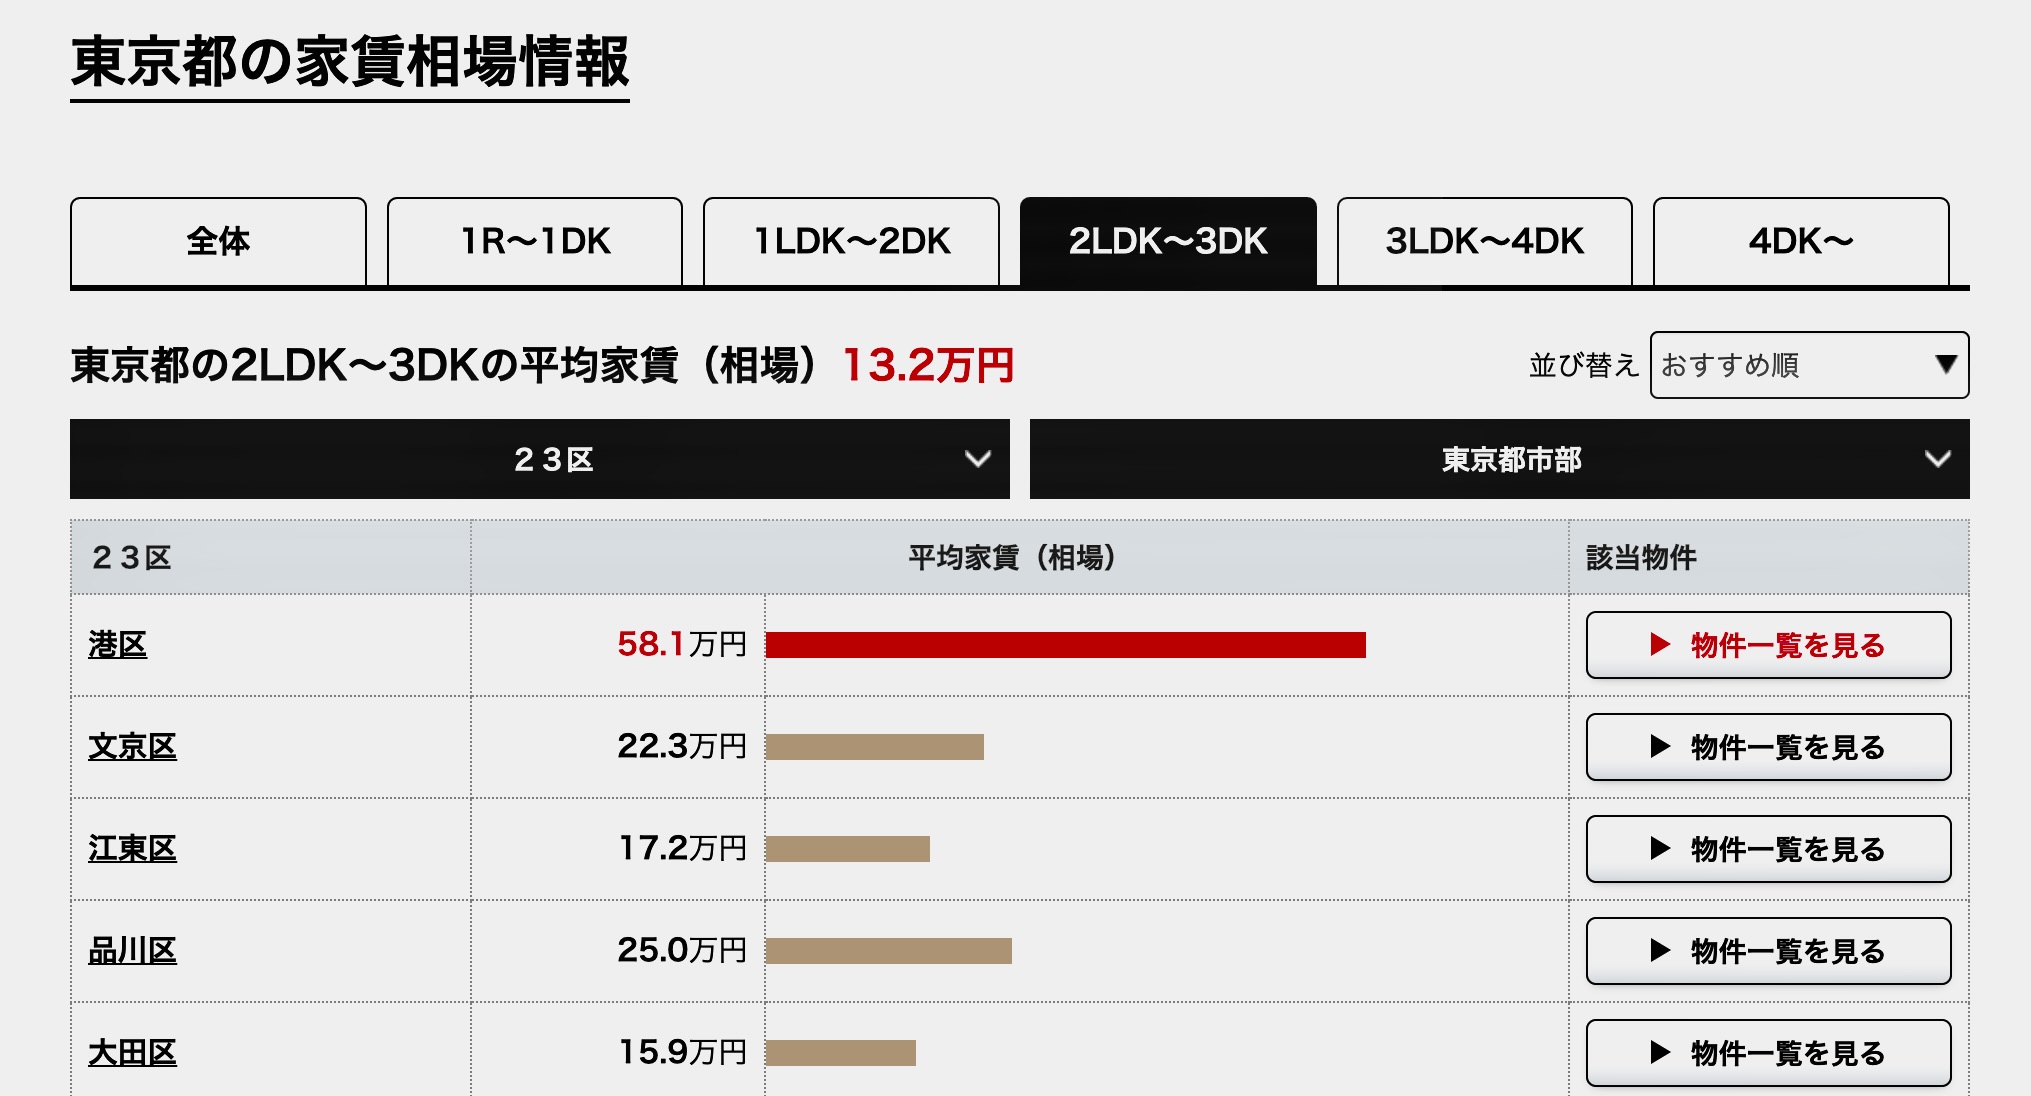 東京都の家賃相場情報
全体 1R〜1DK 1LDK〜2DK 2LDK〜3DK 3LDK〜4DK 4DK〜
東京都の2LDK〜3DKの平均家賃（相場）13.2万円 並び替え おすすめ順 ▼
２３区 東京都市部
２３区 平均家賃（相場） 該当物件
港区 58.1万円 ▶ 物件一覧を見る
文京区 22.3万円 ▶ 物件一覧を見る
江東区 17.2万円 ▶ 物件一覧を見る
品川区 25.0万円 ▶ 物件一覧を見る
大田区 15.9万円 ▶ 物件一覧を見る